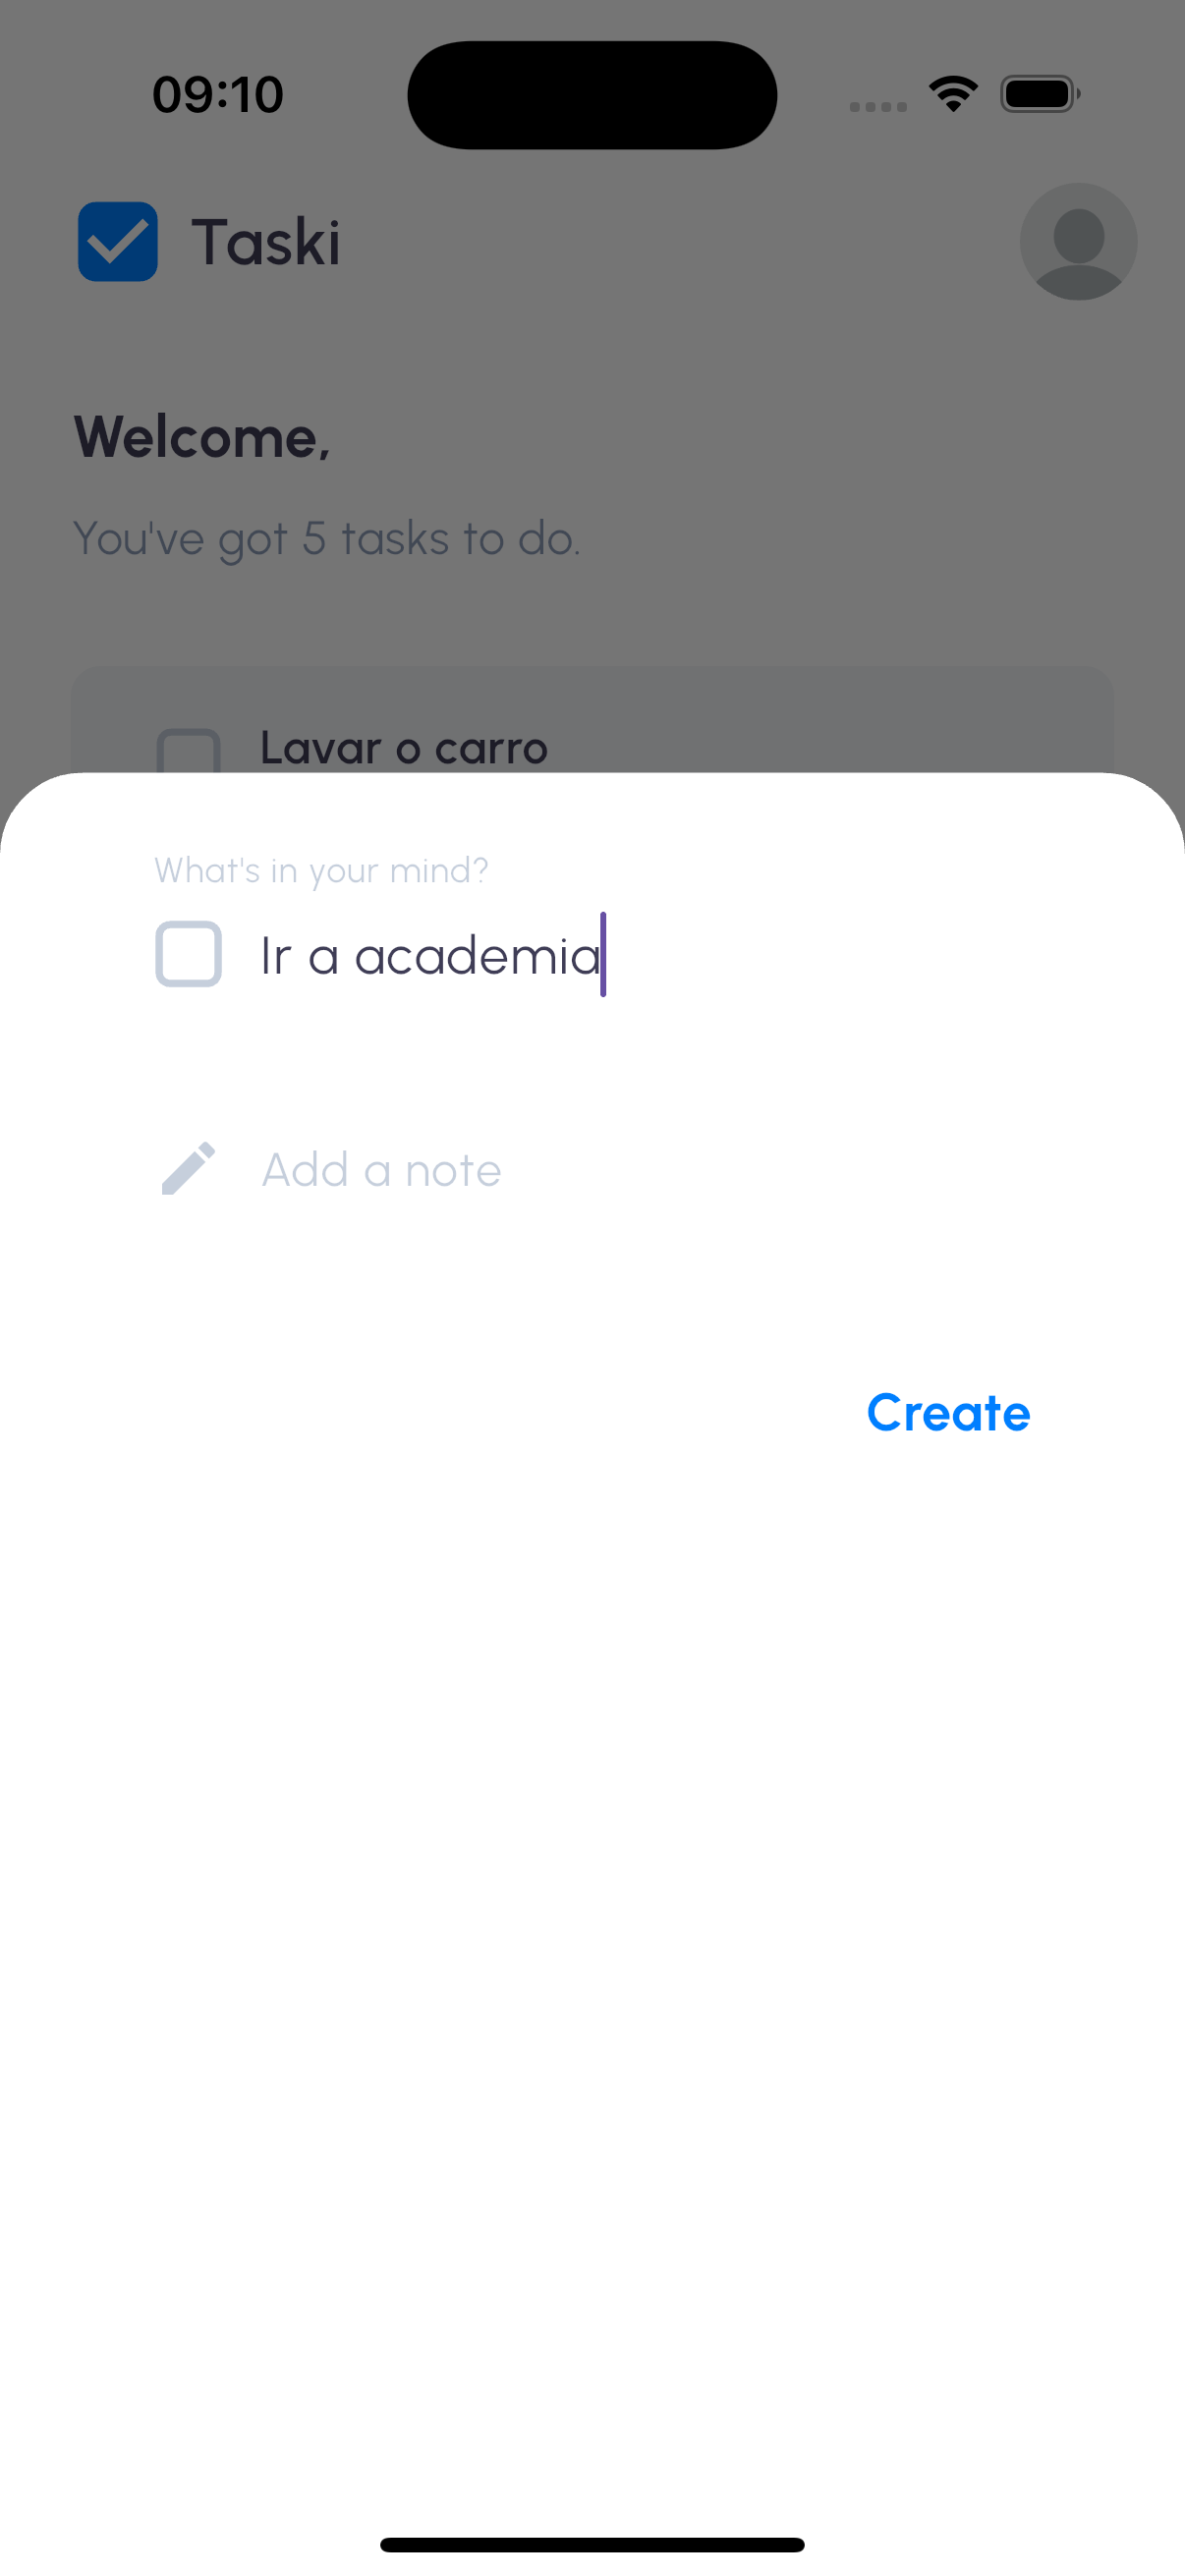 09:10
Taski
Welcome,
You've got 5 tasks to do.
Lavar o carro
What's in your mind?
Ir a academia
Add a note
Create